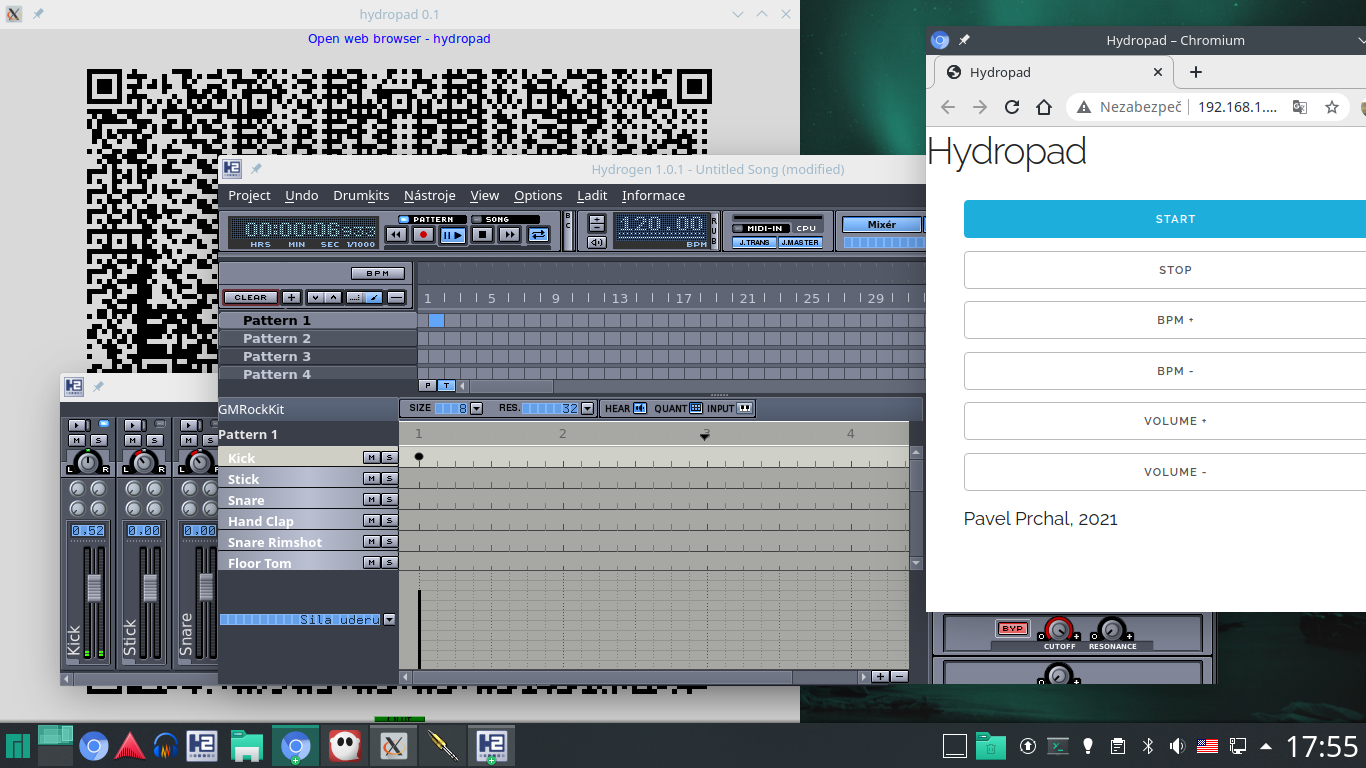 hydropad 0.1
Open web browser - hydropad
Hydropad – Chromium
Hydropad
Nezabezpeč 192.168.1....
Hydropad
START
STOP
BPM +
BPM -
VOLUME +
VOLUME -
Pavel Prchal, 2021
Hydrogen 1.0.1 - Untitled Song (modified)
Project Undo Drumkits Nástroje View Options Ladit Informace
PATTERN SONG
00:00:06:933
HRS MIN SEC 1/1000
B C
120.00
BPM
R U B
MIDI-IN CPU
J.TRANS J.MASTER
Mixér
BPM
CLEAR
1 5 9 13 17 21 25 29
Pattern 1
Pattern 2
Pattern 3
Pattern 4
P T
GMRockKit
SIZE 8 RES. 32 HEAR QUANT INPUT
Pattern 1
1 2 3 4
Kick M S
Stick M S
Snare M S
Hand Clap M S
Snare Rimshot M S
Floor Tom M S
Sila uderu
M S M S M S
L R L R L
0.52 0.00 0.00
Kick Stick Snare
BYP
CUTOFF RESONANCE
17:55